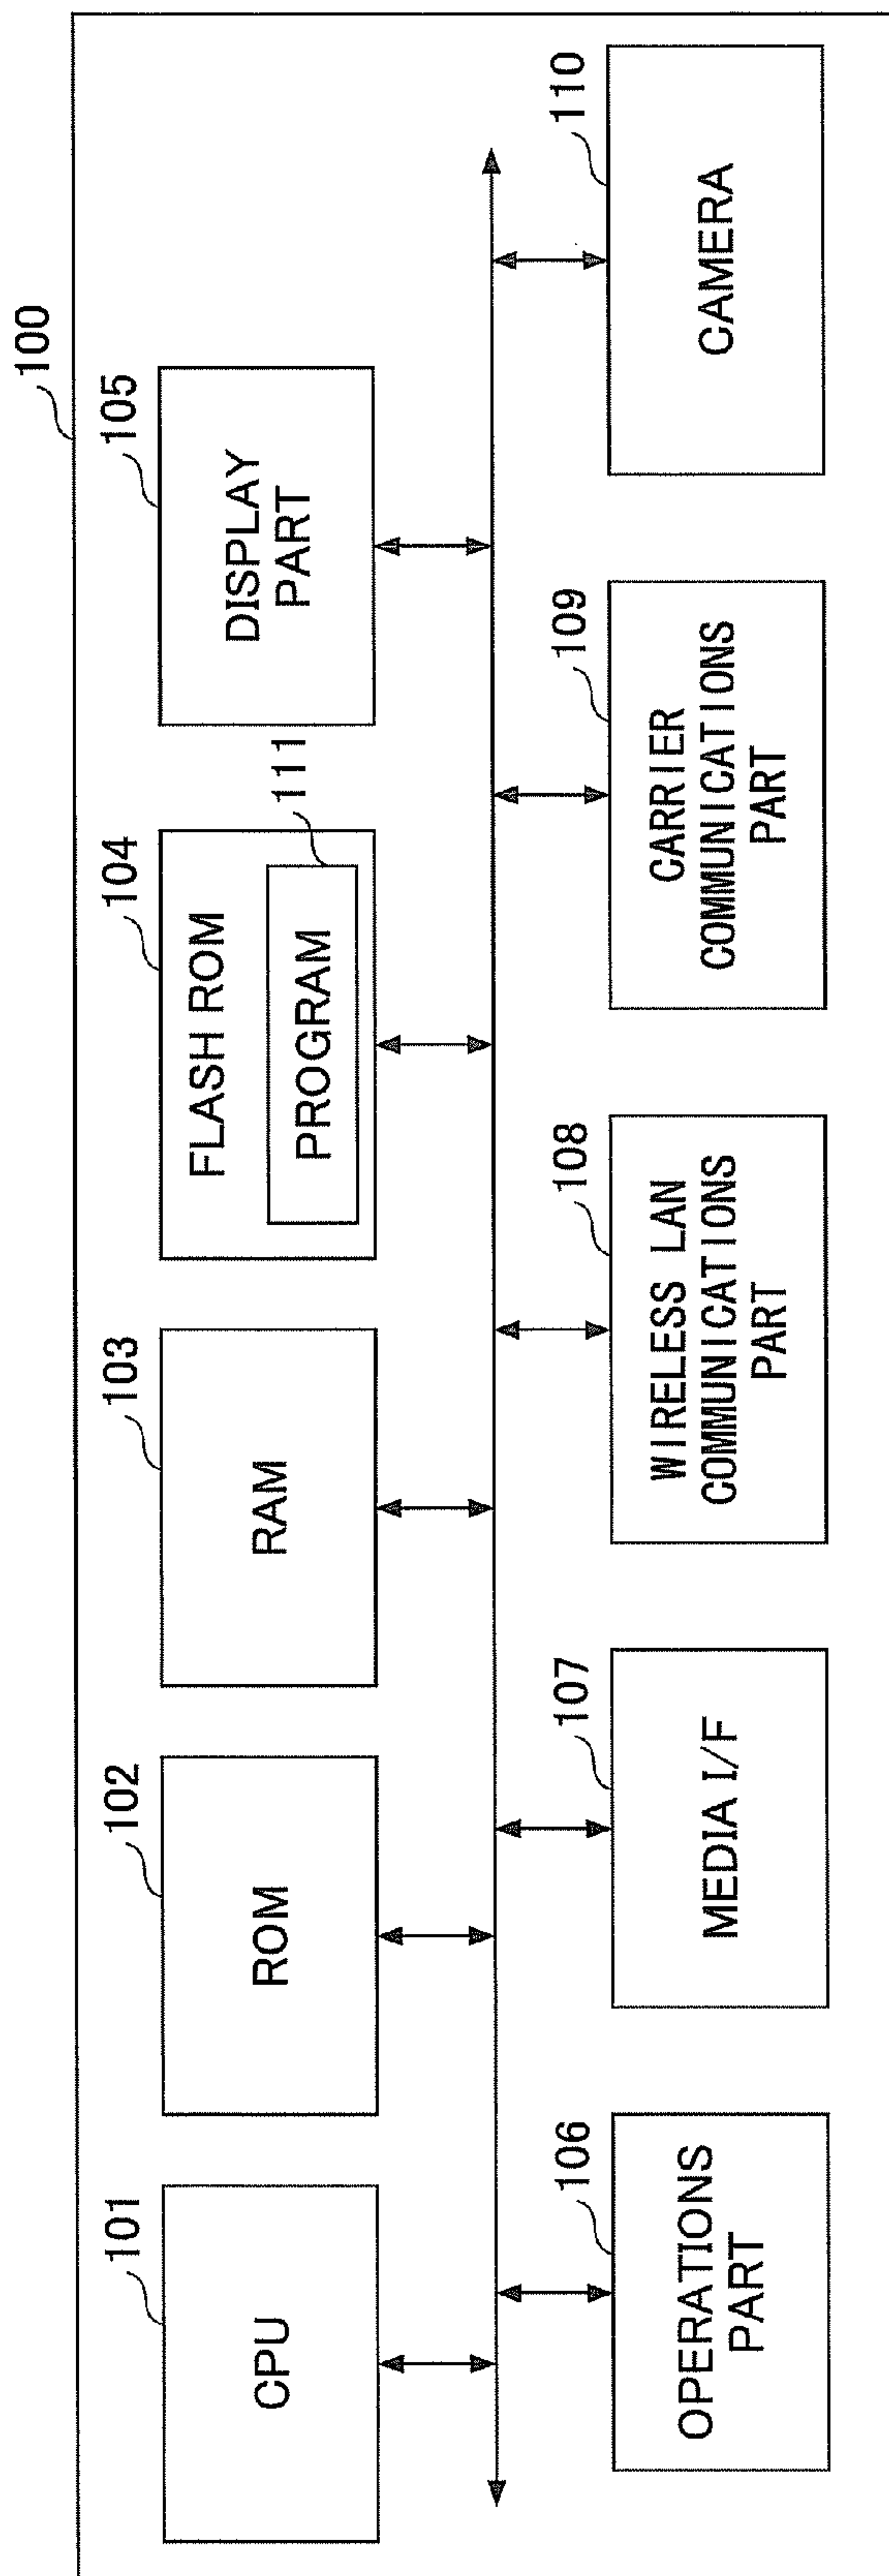 100
101
CPU
102
ROM
103
RAM
104
FLASH ROM
111
PROGRAM
105
DISPLAY
PART
106
OPERATIONS
PART
107
MEDIA I/F
108
WIRELESS LAN
COMMUNICATIONS
PART
109
CARRIER
COMMUNICATIONS
PART
110
CAMERA